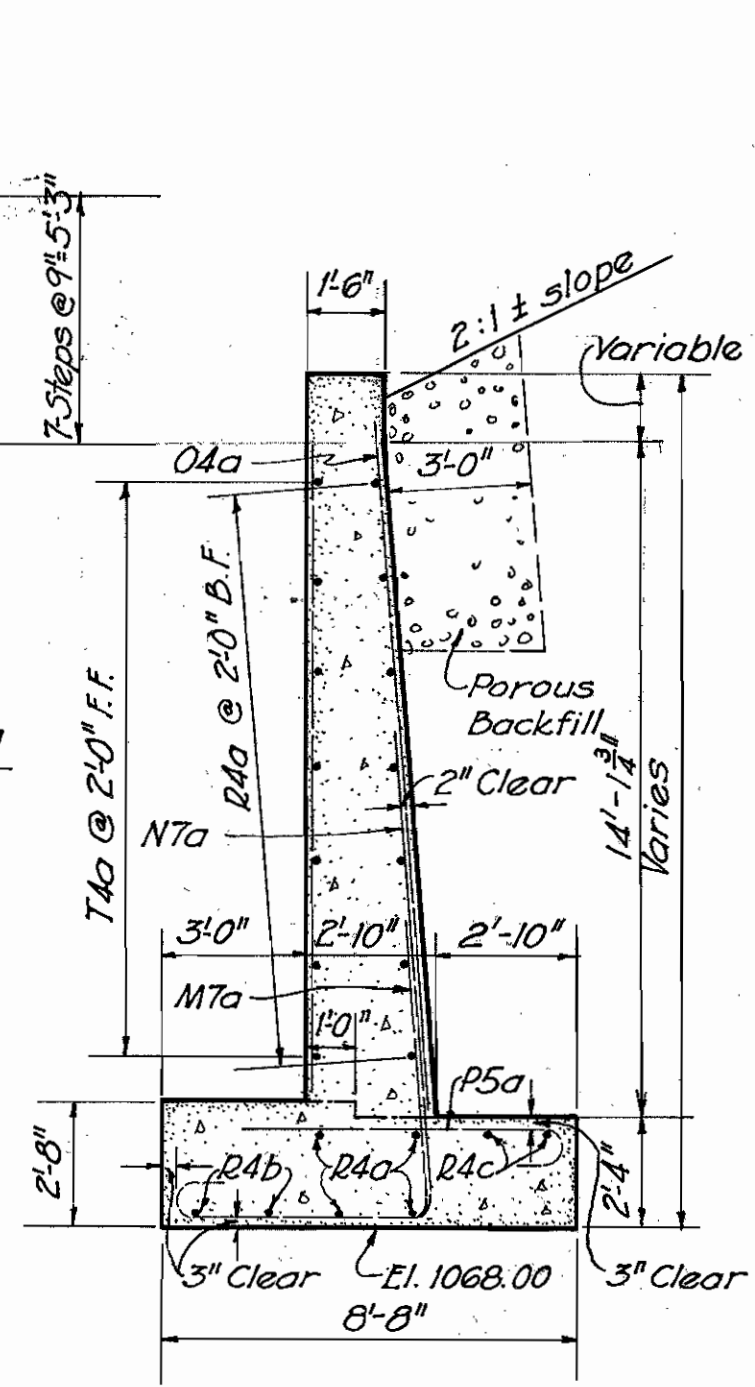 7-Steps @ 9"=5'-3"
1'-6"
2:1 ± slope
Variable
O4a
3'-0"
R4a @ 2'-0" B.F.
T4a @ 2'-0" F.F.
Porous
Backfill
2" Clear
14'-1 3/4"
Varies
N7a
3'-0"
2'-10"
2'-10"
M7a
1'-0"
P5a
2'-8"
R4b
R4a
R4c
2'-4"
3" Clear
El. 1068.00
3" Clear
8'-8"